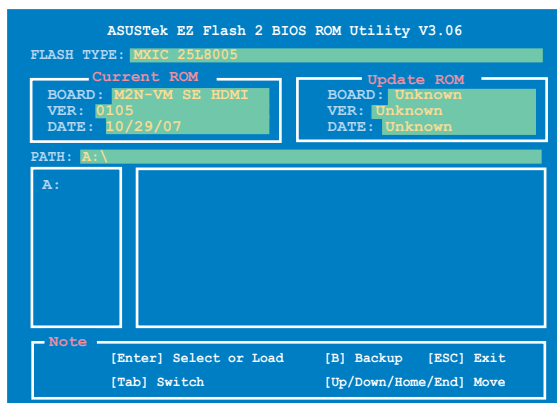 ASUSTek EZ Flash 2 BIOS ROM Utility V3.06
FLASH TYPE: MXIC 25L8005
Current ROM
BOARD: M2N-VM SE HDMI
VER: 0105
DATE: 10/29/07
Update ROM
BOARD: Unknown
VER: Unknown
DATE: Unknown
PATH: A:\
A:
Note
[Enter] Select or Load [B] Backup [ESC] Exit
[Tab] Switch [Up/Down/Home/End] Move